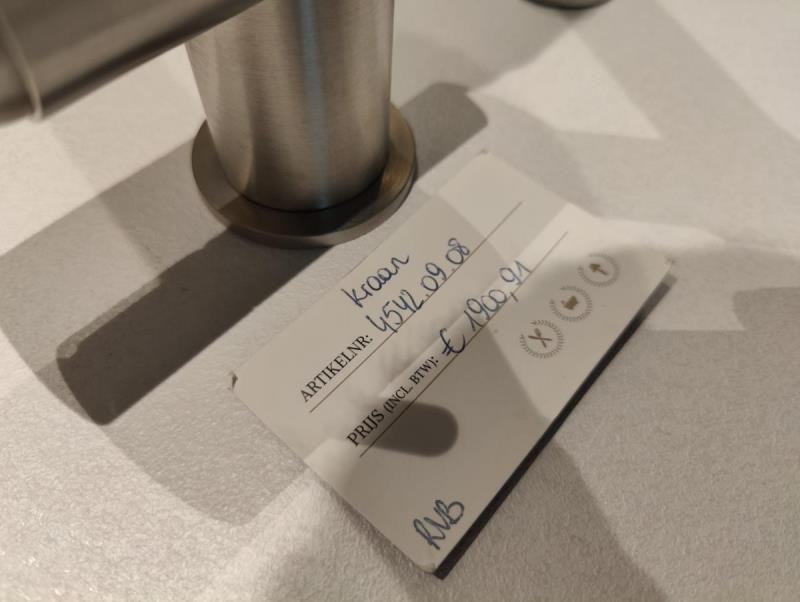 Kraan
ARTIKELNR: 4542.09.08
PRIJS (INCL. BTW): € 1900,91
RVB